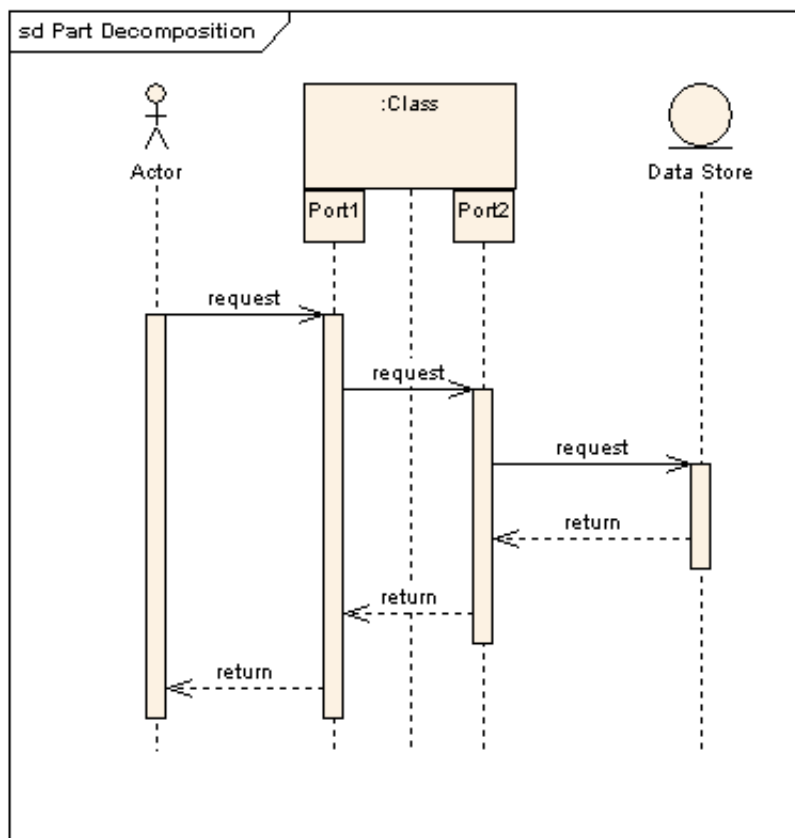 sd Part Decomposition
:Class
Actor
Data Store
Port1
Port2
request
request
request
return
return
return